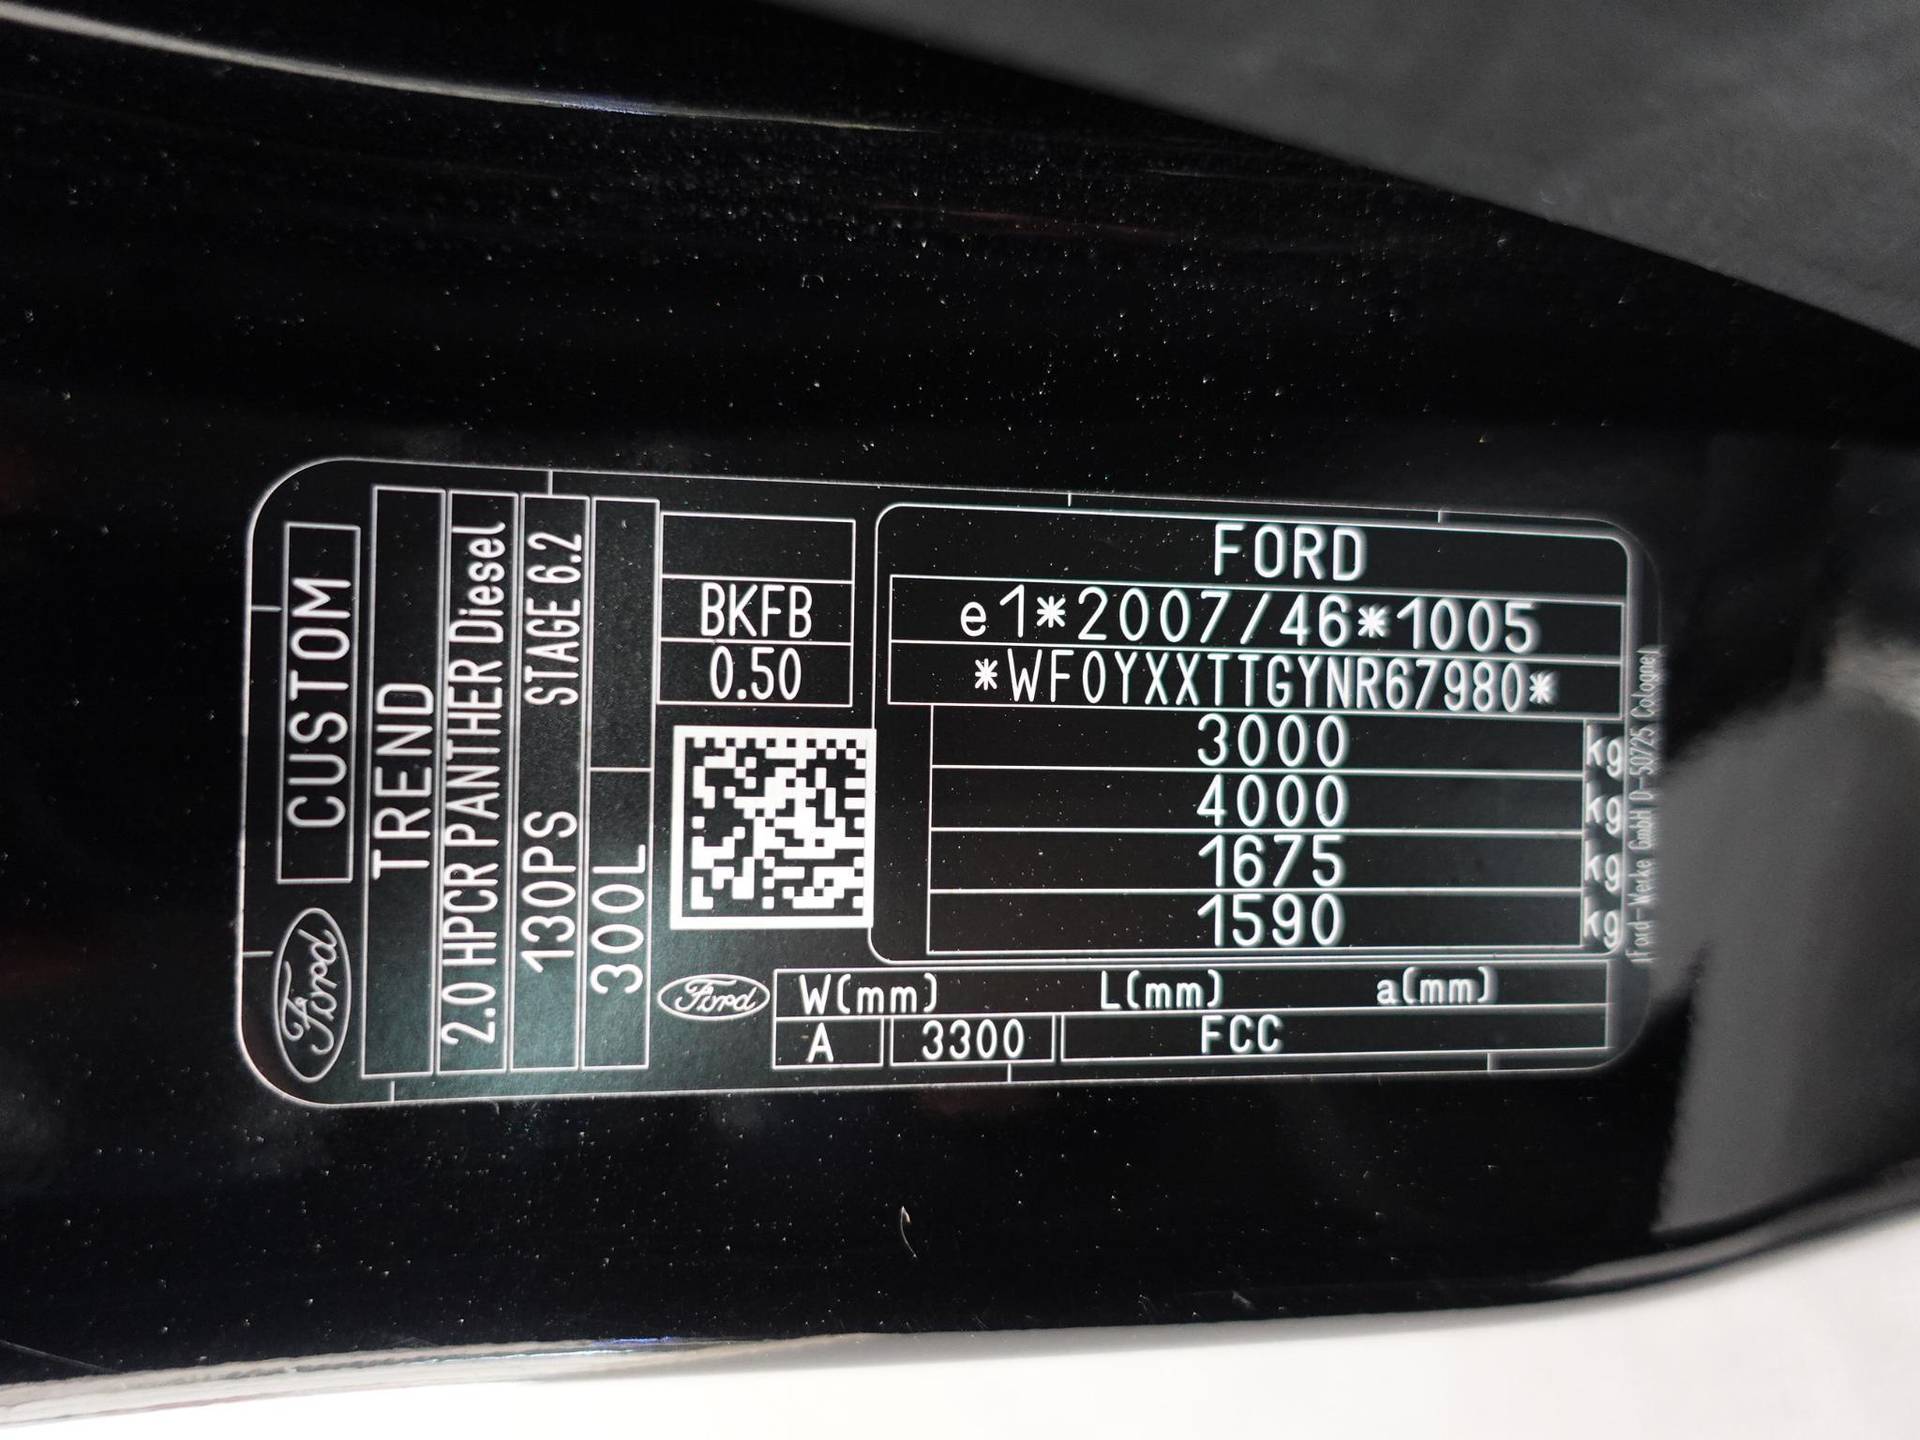 Ford
CUSTOM
TREND
2.0 HPCR PANTHER Diesel
130PS STAGE 6.2
300L
BKFB
0.50
FORD
e1*2007/46*1005
*WF0YXXTTGYNR67980*
3000 kg
4000 kg
1675 kg
1590 kg
Ford
W(mm) L(mm) a(mm)
A 3300 FCC
Ford-Werke GmbH D-50725 Cologne